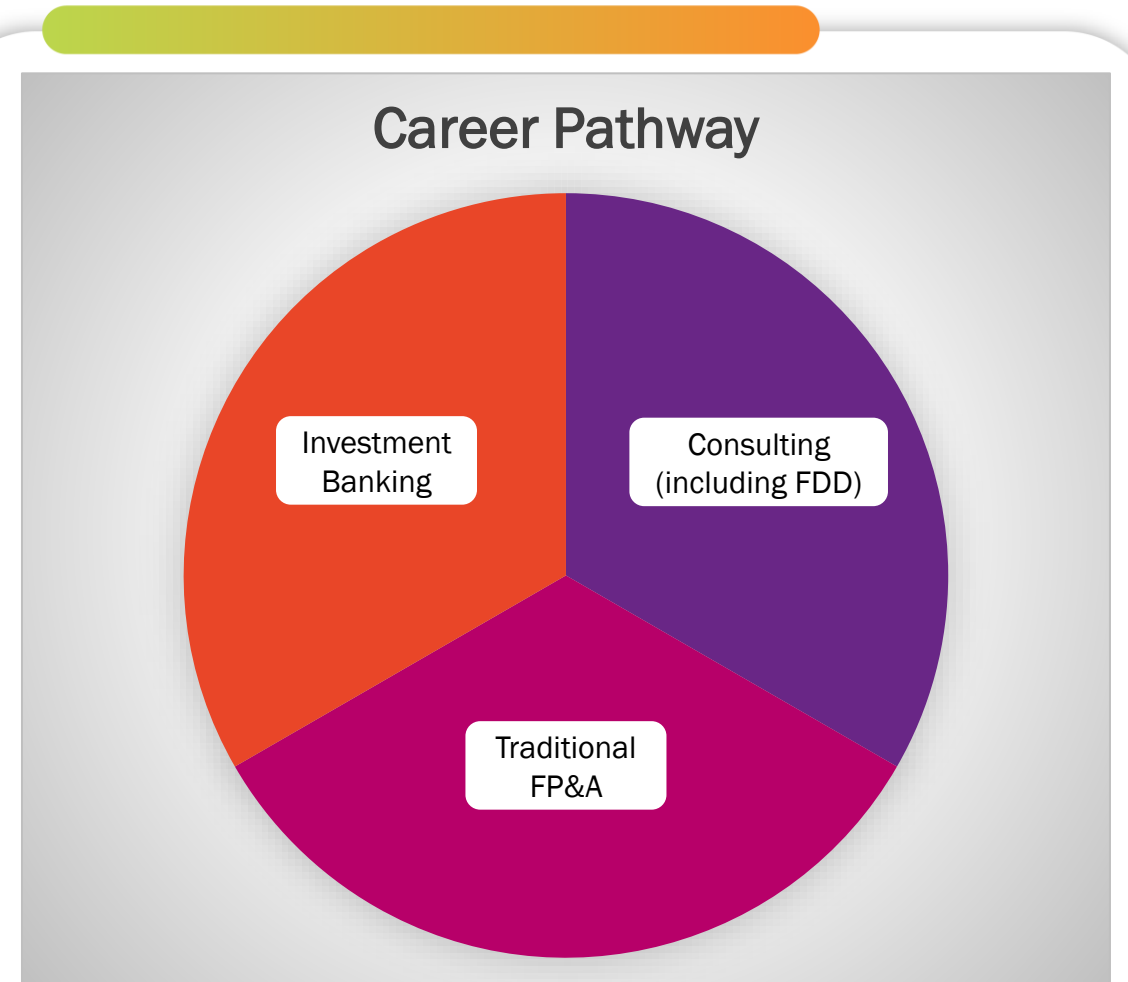 Career Pathway
Investment
Banking
Consulting
(including FDD)
Traditional
FP&A